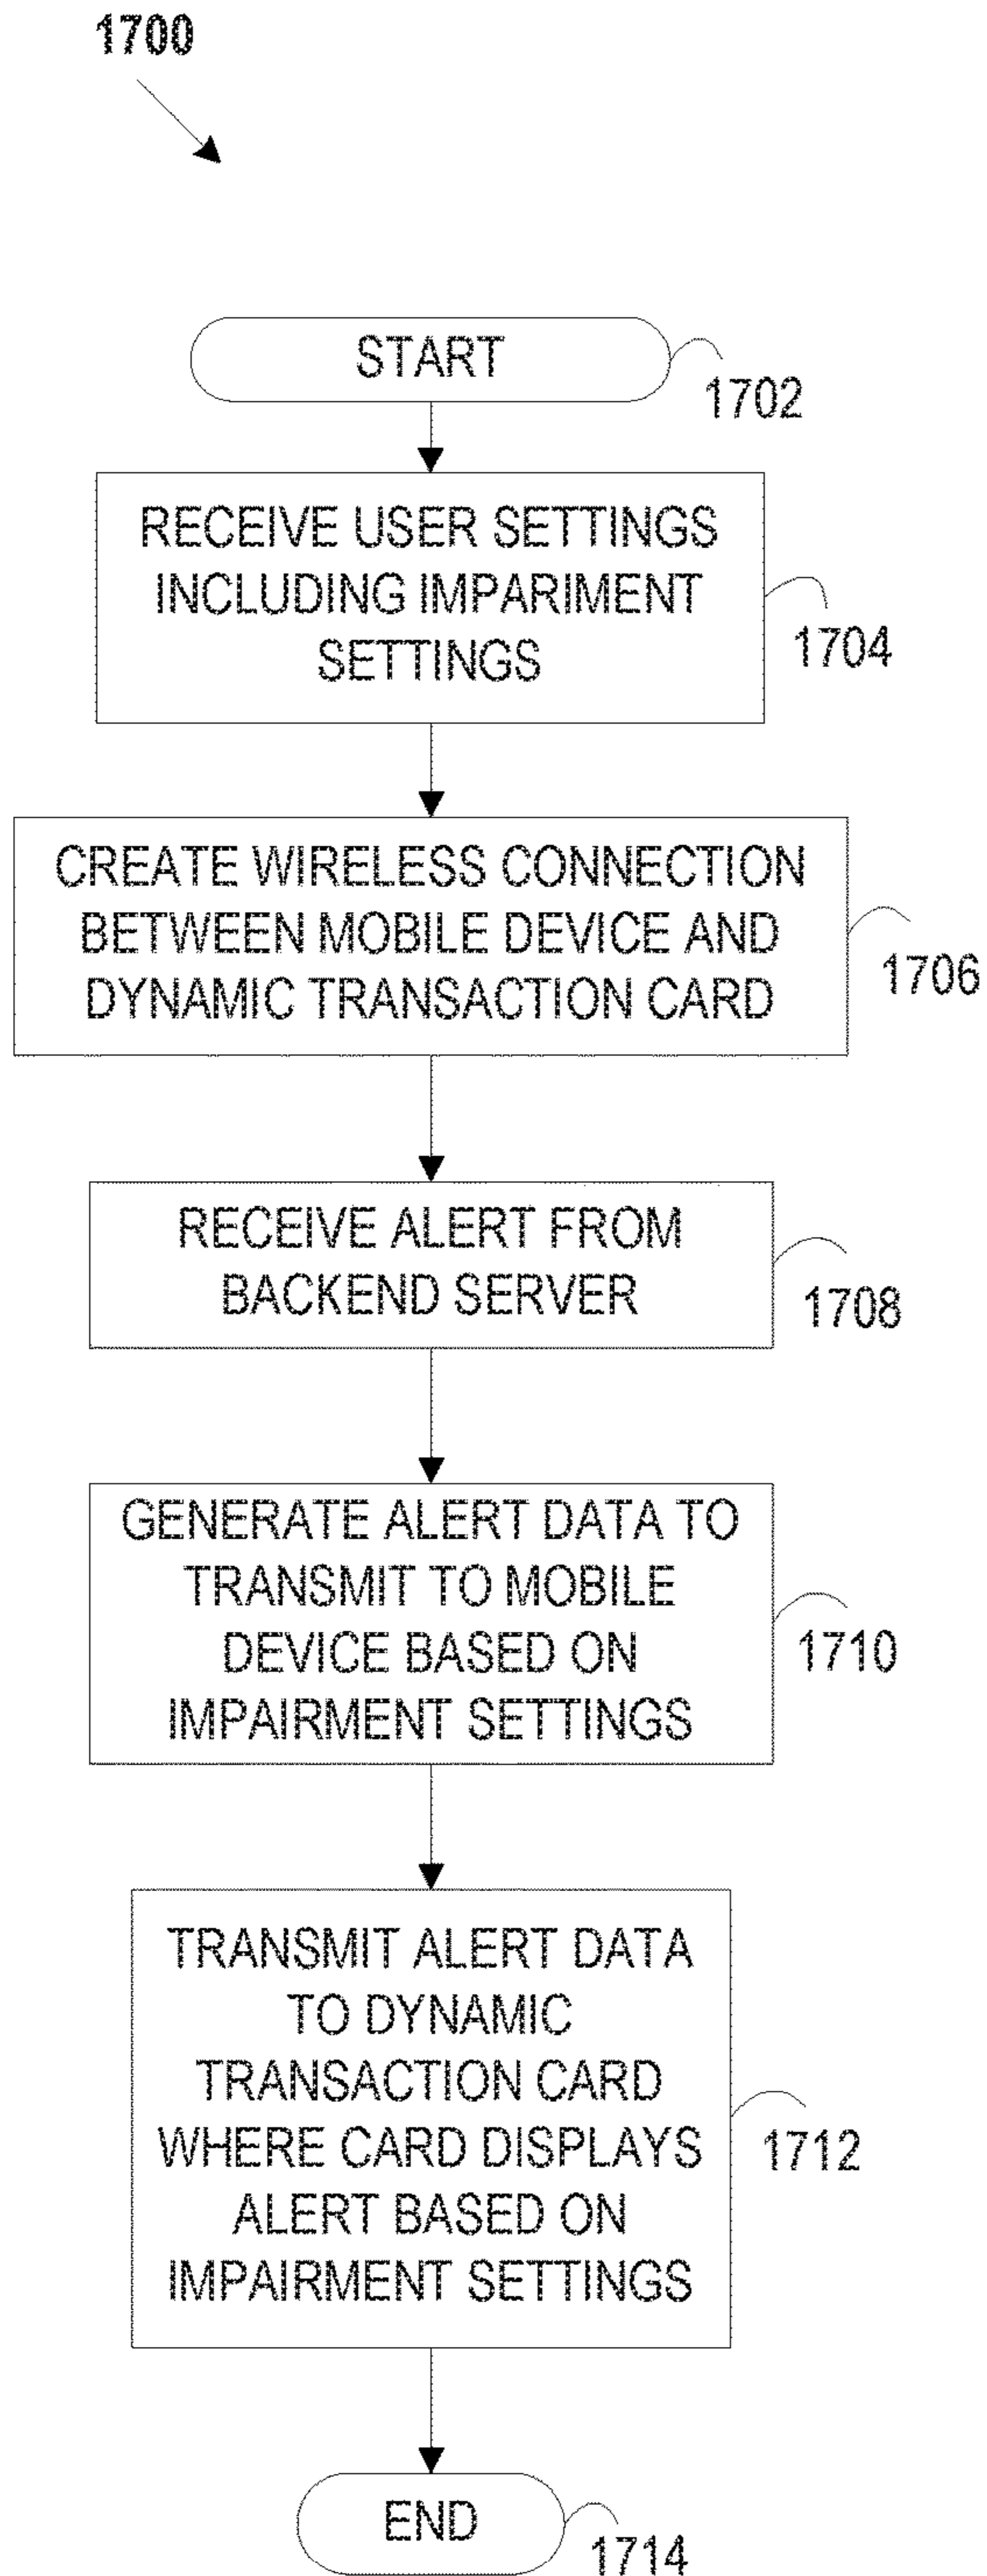 1700
START
1702
RECEIVE USER SETTINGS
INCLUDING IMPARIMENT
SETTINGS
1704
CREATE WIRELESS CONNECTION
BETWEEN MOBILE DEVICE AND
DYNAMIC TRANSACTION CARD
1706
RECEIVE ALERT FROM
BACKEND SERVER
1708
GENERATE ALERT DATA TO
TRANSMIT TO MOBILE
DEVICE BASED ON
IMPAIRMENT SETTINGS
1710
TRANSMIT ALERT DATA
TO DYNAMIC
TRANSACTION CARD
WHERE CARD DISPLAYS
ALERT BASED ON
IMPAIRMENT SETTINGS
1712
END
1714